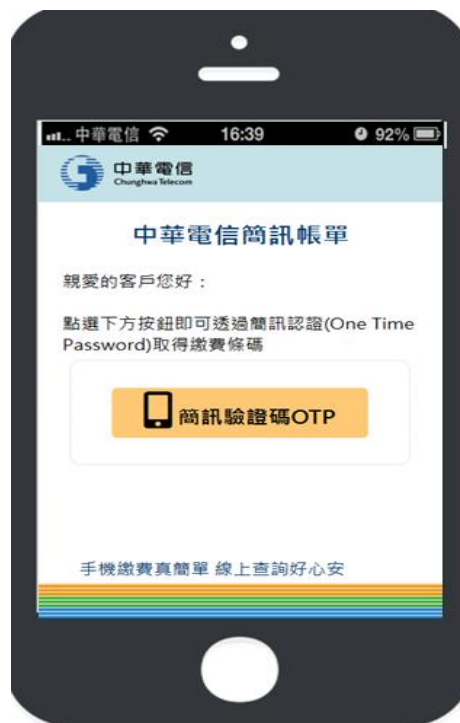 中華電信 16:39 92%
中華電信
Chunghwa Telecom
中華電信簡訊帳單
親愛的客戶您好：
點選下方按鈕即可透過簡訊認證(One Time
Password)取得繳費條碼
簡訊驗證碼OTP
手機繳費真簡單 線上查詢好心安